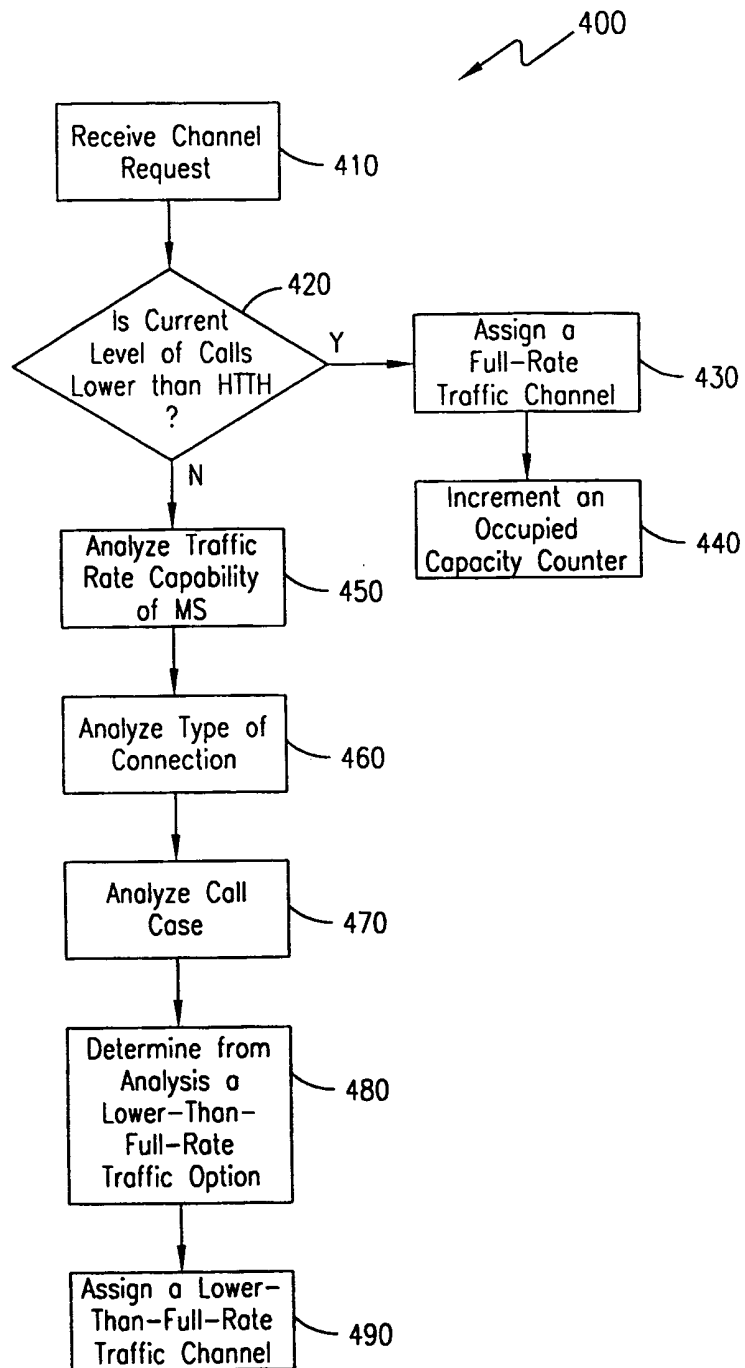 400
Receive Channel
Request
410
420
Is Current
Level of Calls
Lower than HTTH
?
Y
N
Assign a
Full-Rate
Traffic Channel
430
Increment an
Occupied
Capacity Counter
440
Analyze Traffic
Rate Capability
of MS
450
Analyze Type of
Connection
460
Analyze Call
Case
470
Determine from
Analysis a
Lower-Than-
Full-Rate
Traffic Option
480
Assign a Lower-
Than-Full-Rate
Traffic Channel
490